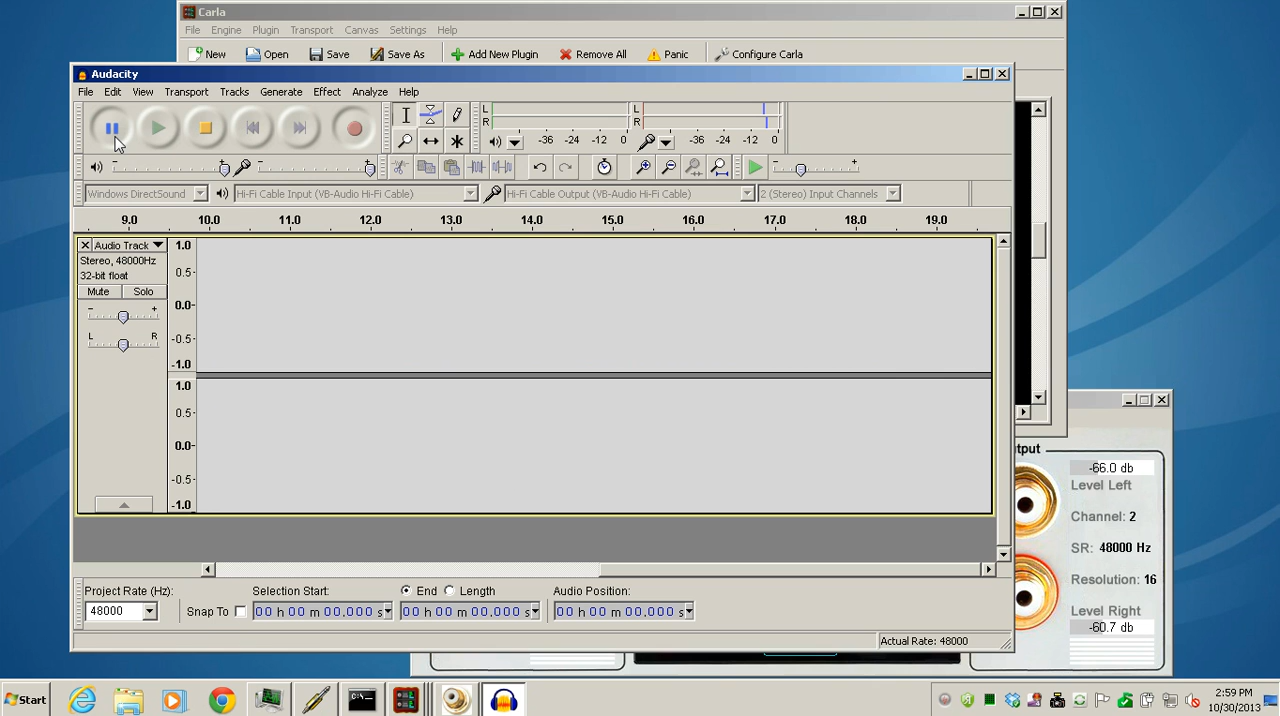 Carla
File Engine Plugin Transport Canvas Settings Help
New Open Save Save As Add New Plugin Remove All Panic Configure Carla
Audacity
File Edit View Transport Tracks Generate Effect Analyze Help
L R -36 -24 -12 0 L R -36 -24 -12 0
- + - + - +
Windows DirectSound Hi-Fi Cable Input (VB-Audio Hi-Fi Cable) Hi-Fi Cable Output (VB-Audio Hi-Fi Cable) 2 (Stereo) Input Channels
9.0 10.0 11.0 12.0 13.0 14.0 15.0 16.0 17.0 18.0 19.0
Audio Track 1.0
Stereo, 48000Hz 0.5
32-bit float
Mute Solo
- + 0.0
L R -0.5
-1.0
1.0
0.5
0.0
-0.5
-1.0
tput
-66.0 db
Level Left
Channel: 2
SR: 48000 Hz
Resolution: 16
Level Right
-60.7 db
Project Rate (Hz): Selection Start: End Length Audio Position:
48000 Snap To 00 h 00 m 00.000 s 00 h 00 m 00.000 s 00 h 00 m 00.000 s
Actual Rate: 48000
Start C:\ 2:59 PM
10/30/2013